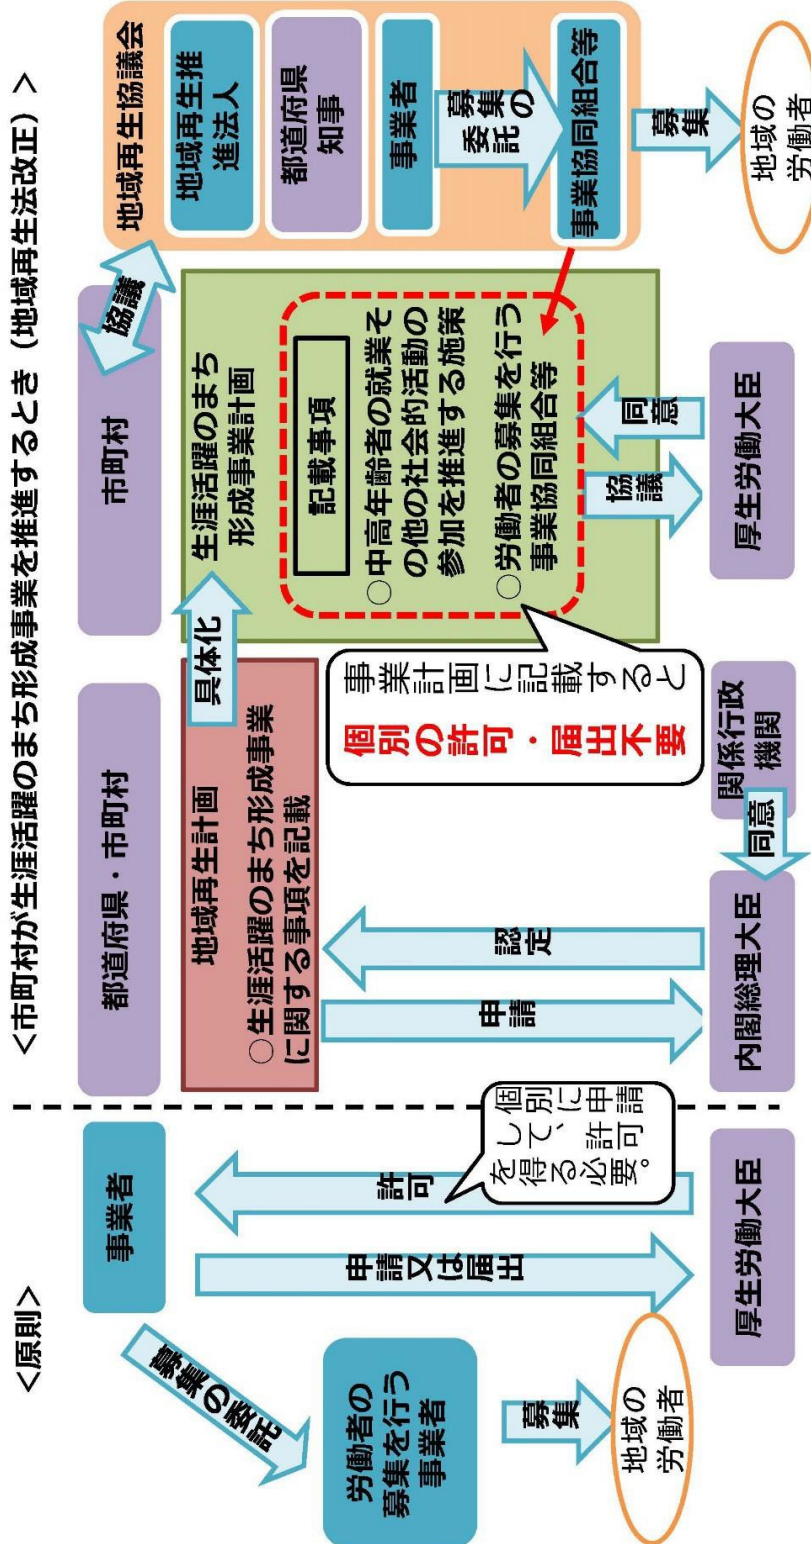 <原則>
事業者
募集の委託
労働者の
募集を行う
事業者
募集
地域の
労働者
申請又は届出
許可
個別に申請
して、許可
を得る必要。
厚生労働大臣
<市町村が生涯活躍のまち形成事業を推進するとき（地域再生法改正）>
都道府県・市町村
地域再生計画
○生涯活躍のまち形成事業
に関する事項を記載
申請
認定
内閣総理大臣
同意
関係行政
機関
具体化
市町村
協議
生涯活躍のまち
形成事業計画
記載事項
○中高年齢者の就業そ
の他の社会的活動の
参加を推進する施策
○労働者の募集を行う
事業協同組合等
事業計画に記載すると
個別の許可・届出不要
協議
同意
厚生労働大臣
地域再生協議会
地域再生推
進法人
都道府県
知事
事業者
募集
委託の
事業協同組合等
募集
地域の
労働者